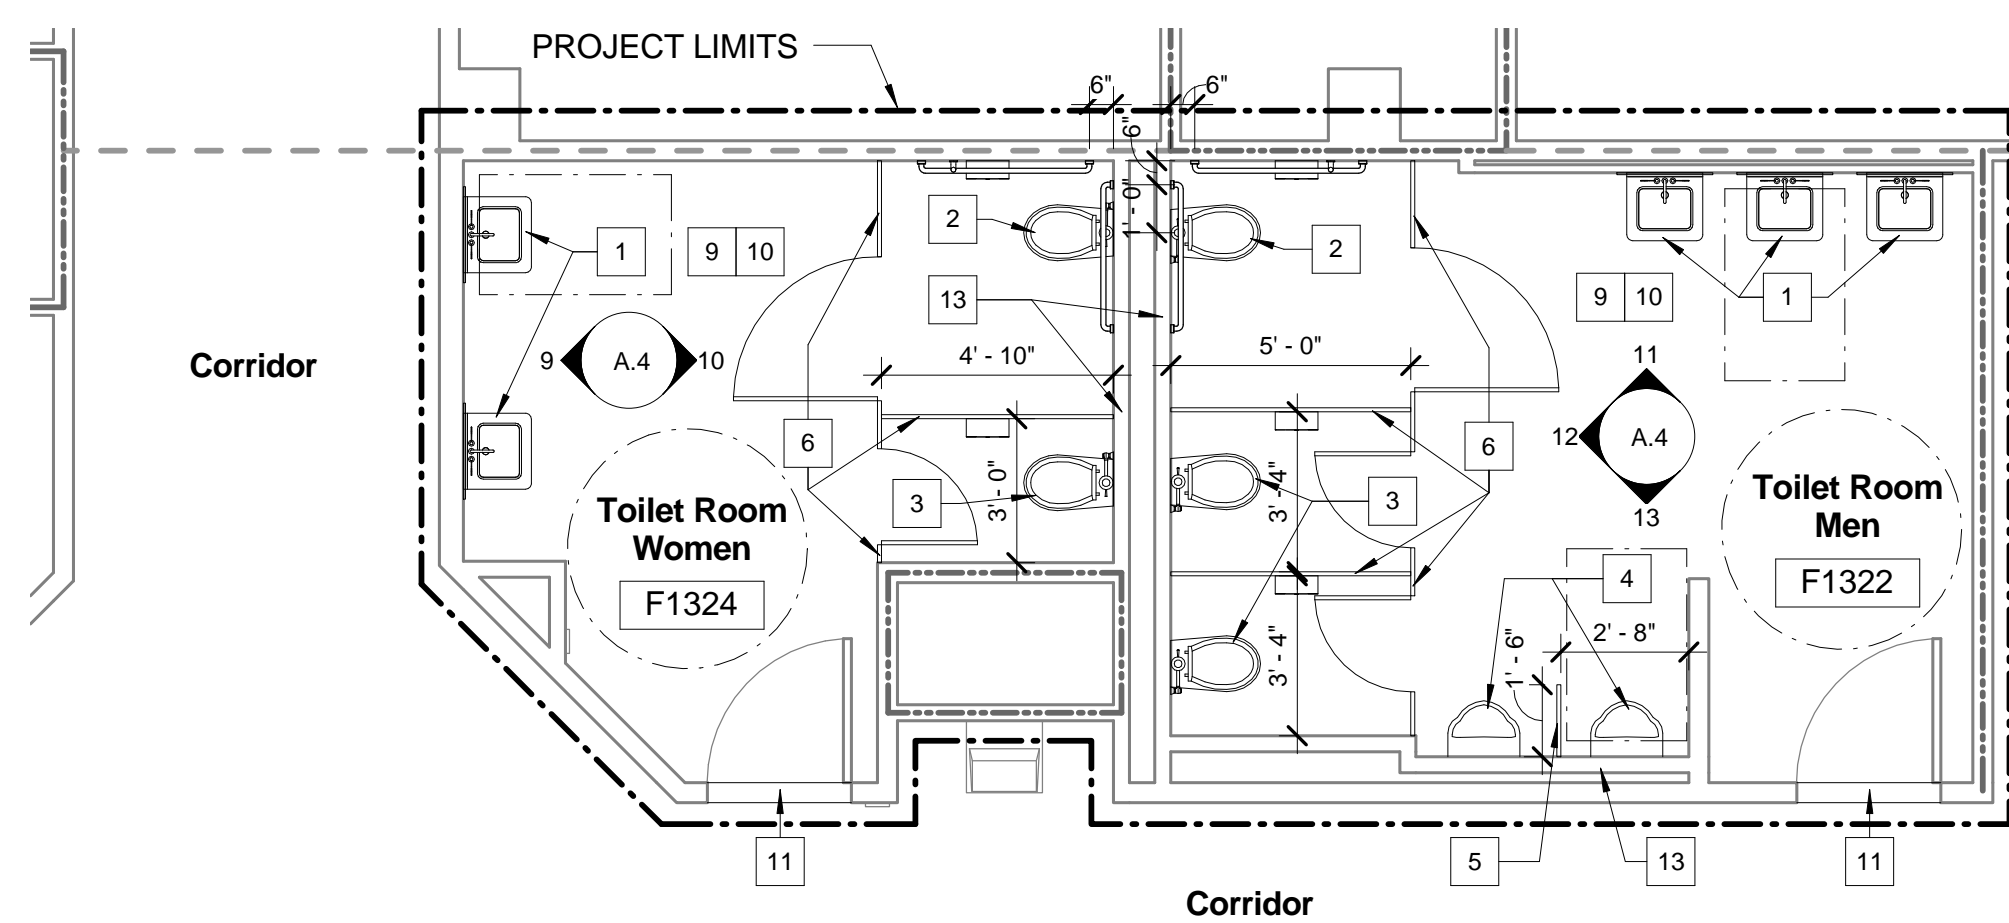 PROJECT LIMITS
6"
6"
6"
1' - 0"
2
2
1
9 10
13
9 10
1
Corridor
9 A.4 10
4' - 10"
5' - 0"
11
12 A.4
13
6
6
3
3' - 0"
3' - 4"
3
Toilet Room
Women
F1324
Toilet Room
Men
F1322
4
2' - 8"
1' - 6"
3' - 4"
11
5
13
11
Corridor